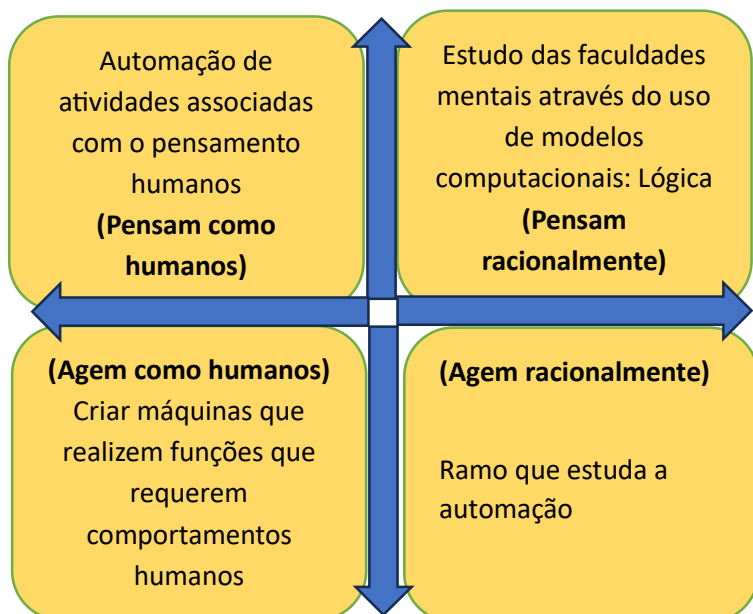 Automação de
atividades associadas
com o pensamento
humanos
(Pensam como
humanos)
Estudo das faculdades
mentais através do uso
de modelos
computacionais: Lógica
(Pensam
racionalmente)
(Agem como humanos)
Criar máquinas que
realizem funções que
requerem
comportamentos
humanos
(Agem racionalmente)
Ramo que estuda a
automação